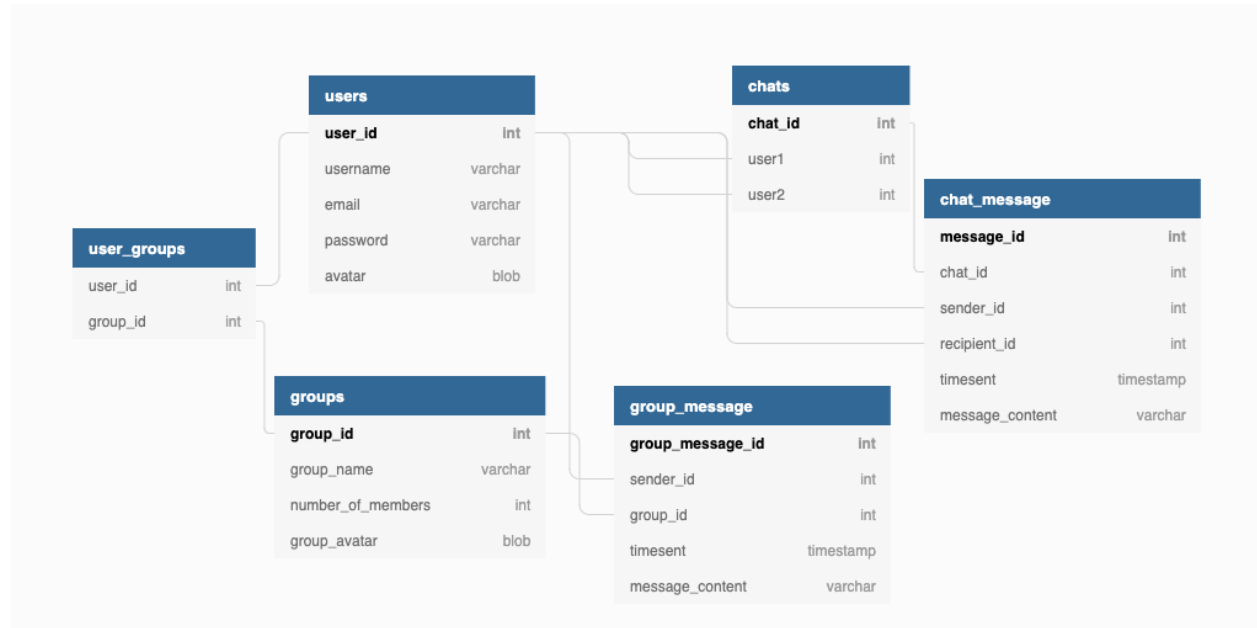 users
user_id int
username varchar
email varchar
password varchar
avatar blob
chats
chat_id int
user1 int
user2 int
chat_message
message_id int
chat_id int
sender_id int
recipient_id int
timesent timestamp
message_content varchar
user_groups
user_id int
group_id int
groups
group_id int
group_name varchar
number_of_members int
group_avatar blob
group_message
group_message_id int
sender_id int
group_id int
timesent timestamp
message_content varchar